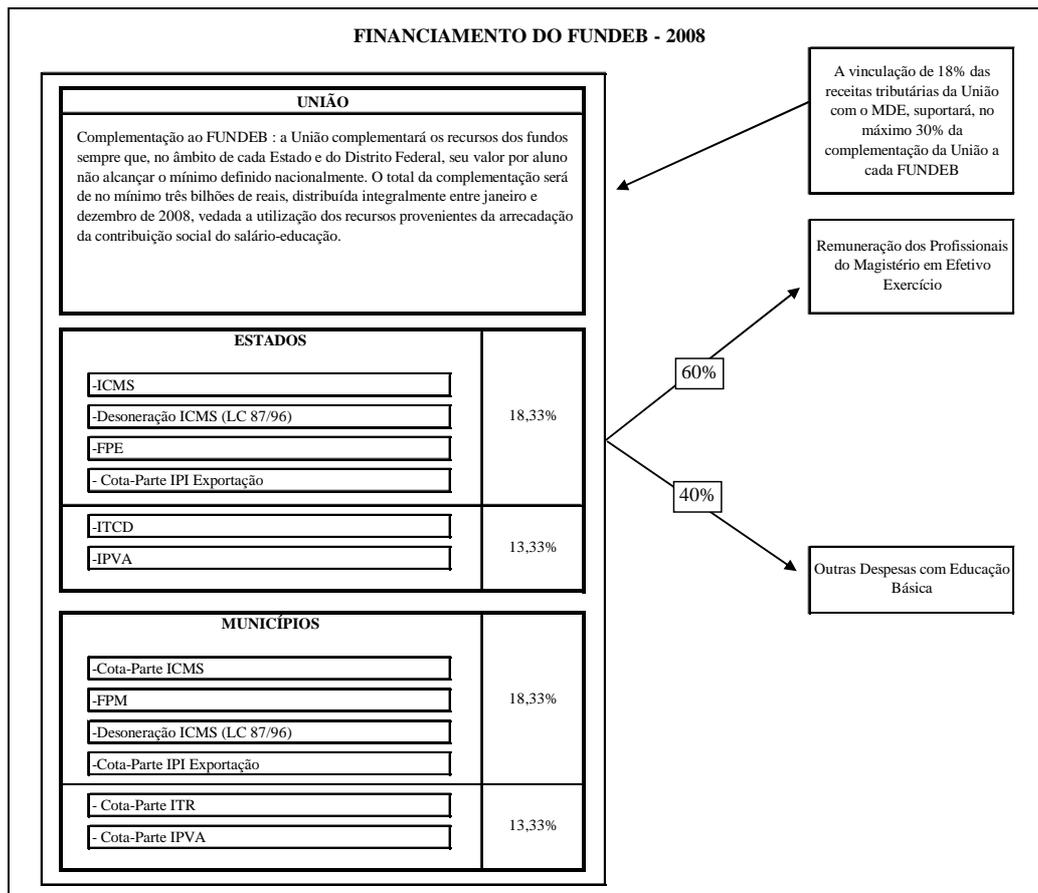 FINANCIAMENTO DO FUNDEB - 2008
UNIÃO
Complementação ao FUNDEB : a União complementará os recursos dos fundos
sempre que, no âmbito de cada Estado e do Distrito Federal, seu valor por aluno
não alcançar o mínimo definido nacionalmente. O total da complementação será
de no mínimo três bilhões de reais, distribuída integralmente entre janeiro e
dezembro de 2008, vedada a utilização dos recursos provenientes da arrecadação
da contribuição social do salário-educação.
A vinculação de 18% das
receitas tributárias da União
com o MDE, suportará, no
máximo 30% da
complementação da União a
cada FUNDEB
ESTADOS
-ICMS
-Desoneração ICMS (LC 87/96)
-FPE
- Cota-Parte IPI Exportação
18,33%
-ITCD
-IPVA
13,33%
MUNICÍPIOS
-Cota-Parte ICMS
-FPM
-Desoneração ICMS (LC 87/96)
-Cota-Parte IPI Exportação
18,33%
- Cota-Parte ITR
- Cota-Parte IPVA
13,33%
60%
Remuneração dos Profissionais
do Magistério em Efetivo
Exercício
40%
Outras Despesas com Educação
Básica